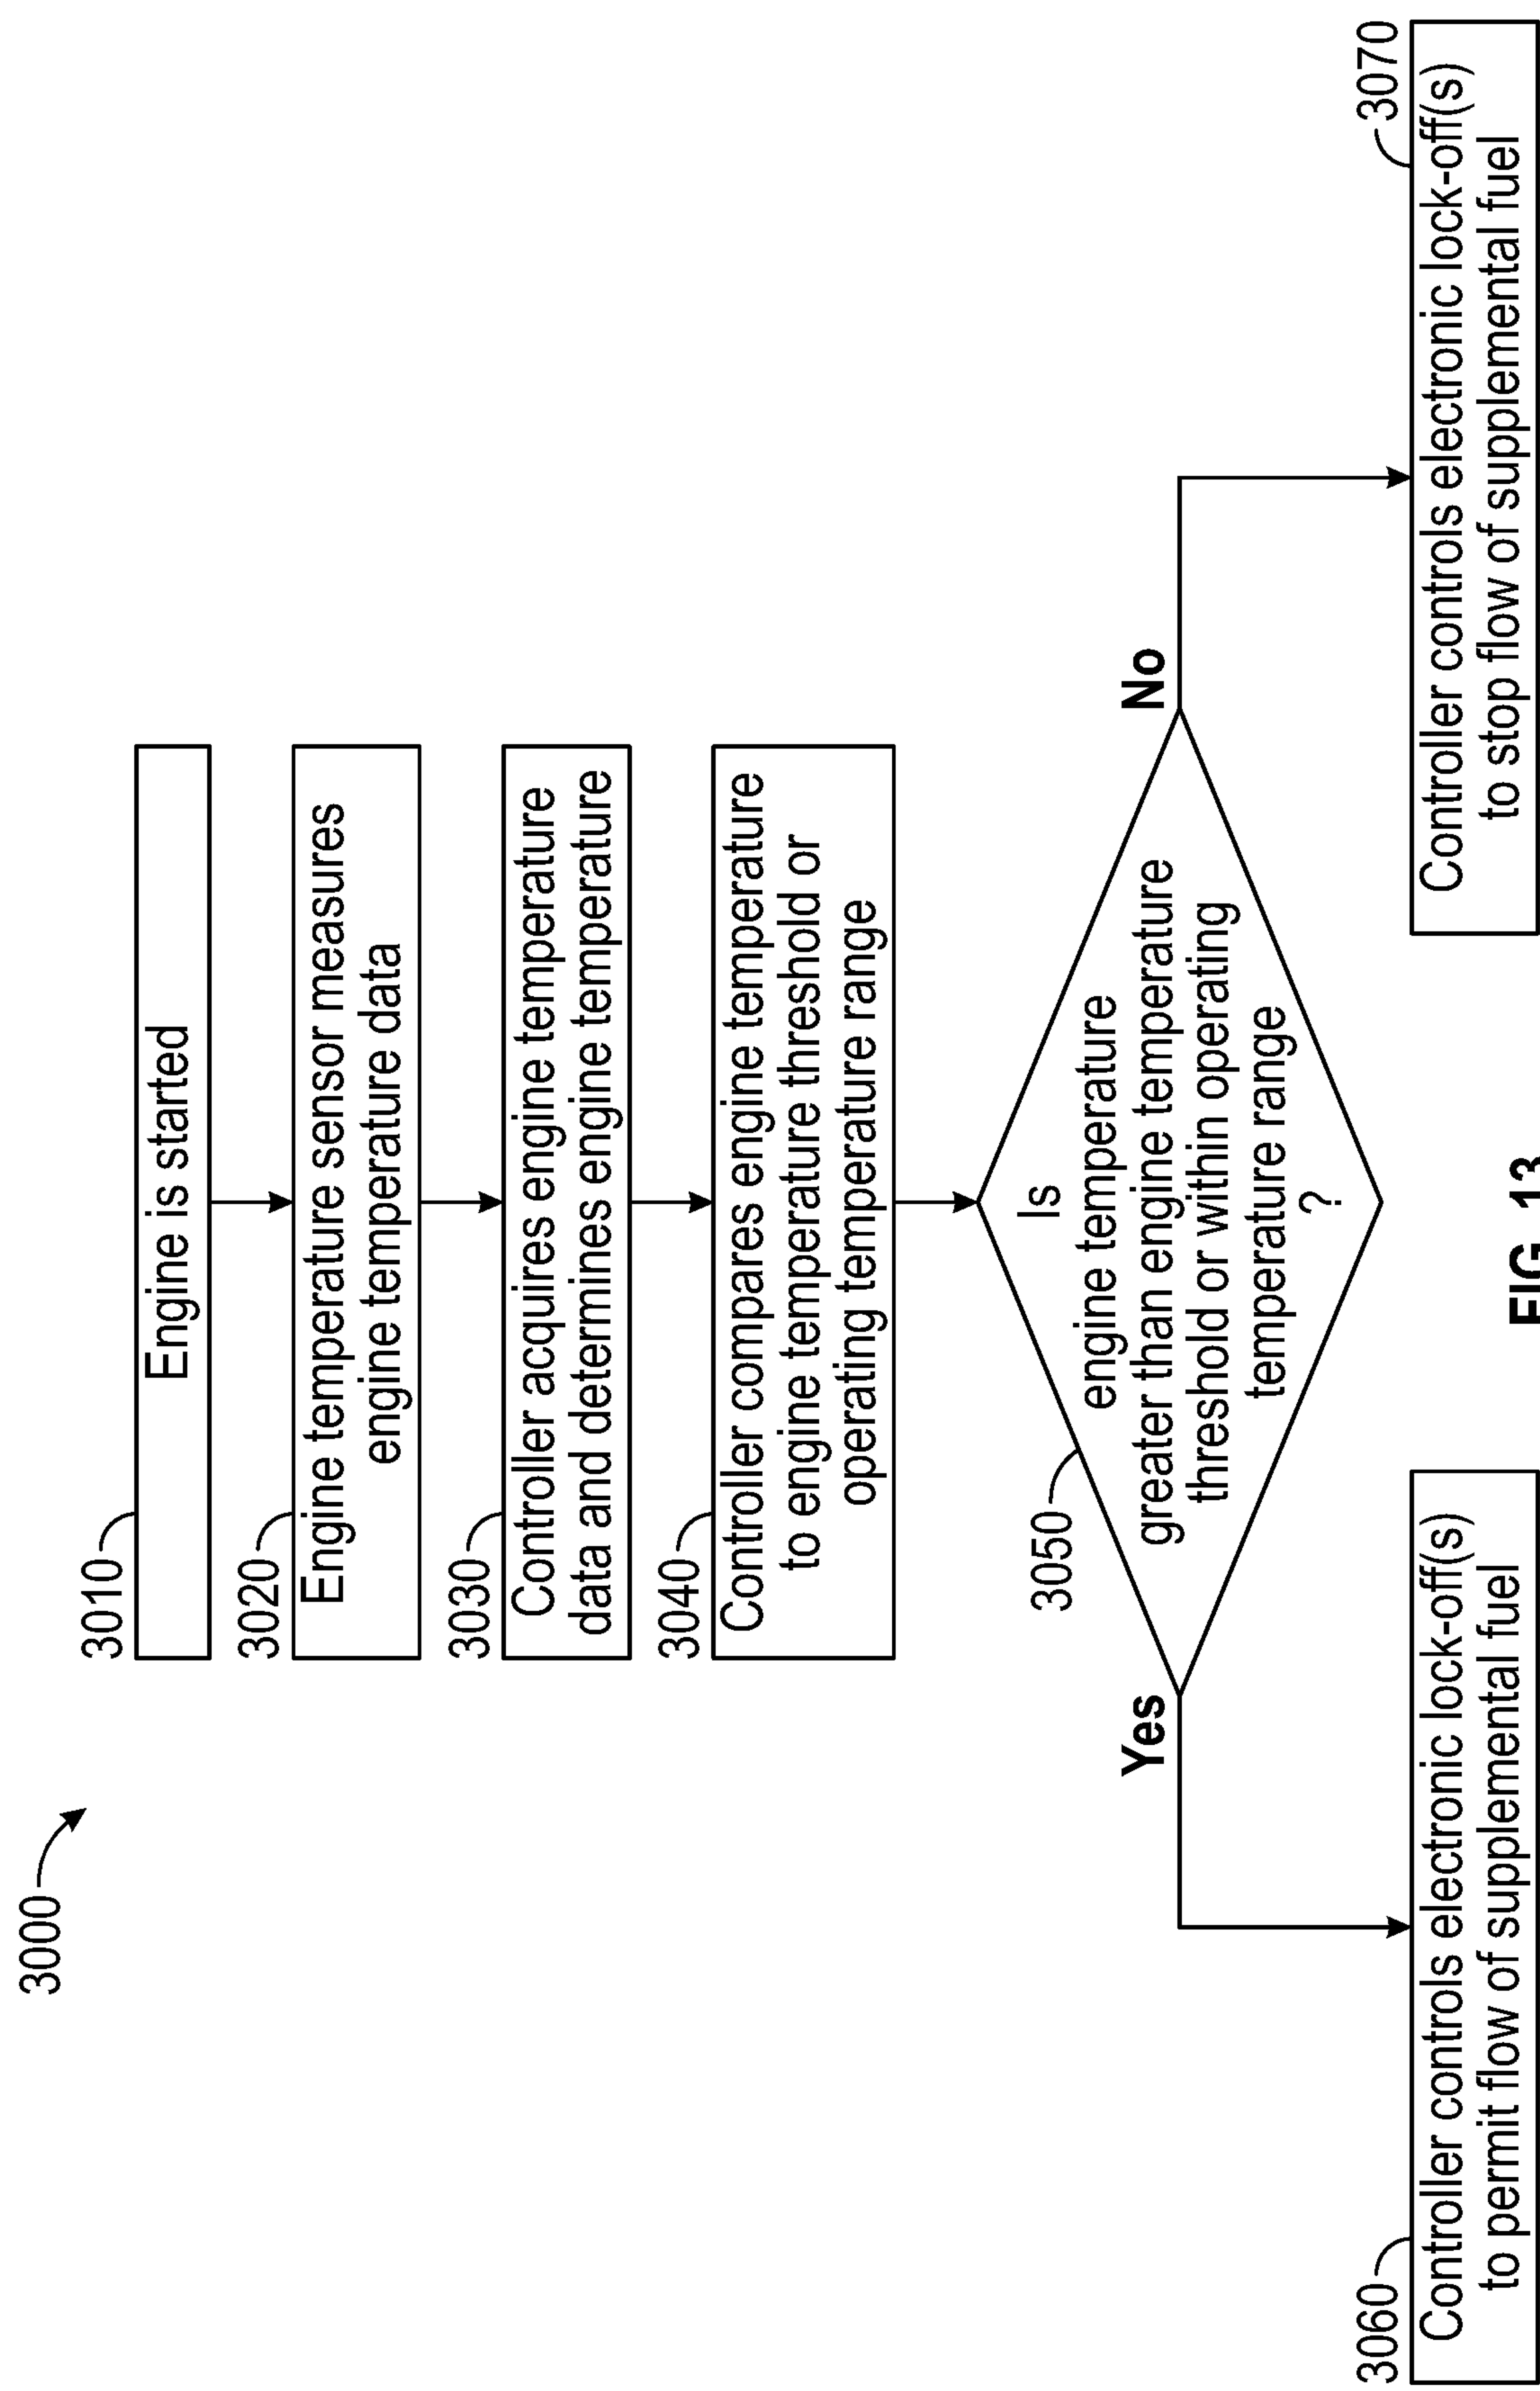 3000
3010
Engine is started
3020
Engine temperature sensor measures
engine temperature data
3030
Controller acquires engine temperature
data and determines engine temperature
3040
Controller compares engine temperature
to engine temperature threshold or
operating temperature range
3050
Is
engine temperature
greater than engine temperature
threshold or within operating
temperature range
?
Yes
No
3060
Controller controls electronic lock-off(s)
to permit flow of supplemental fuel
3070
Controller controls electronic lock-off(s)
to stop flow of supplemental fuel
FIG. 13